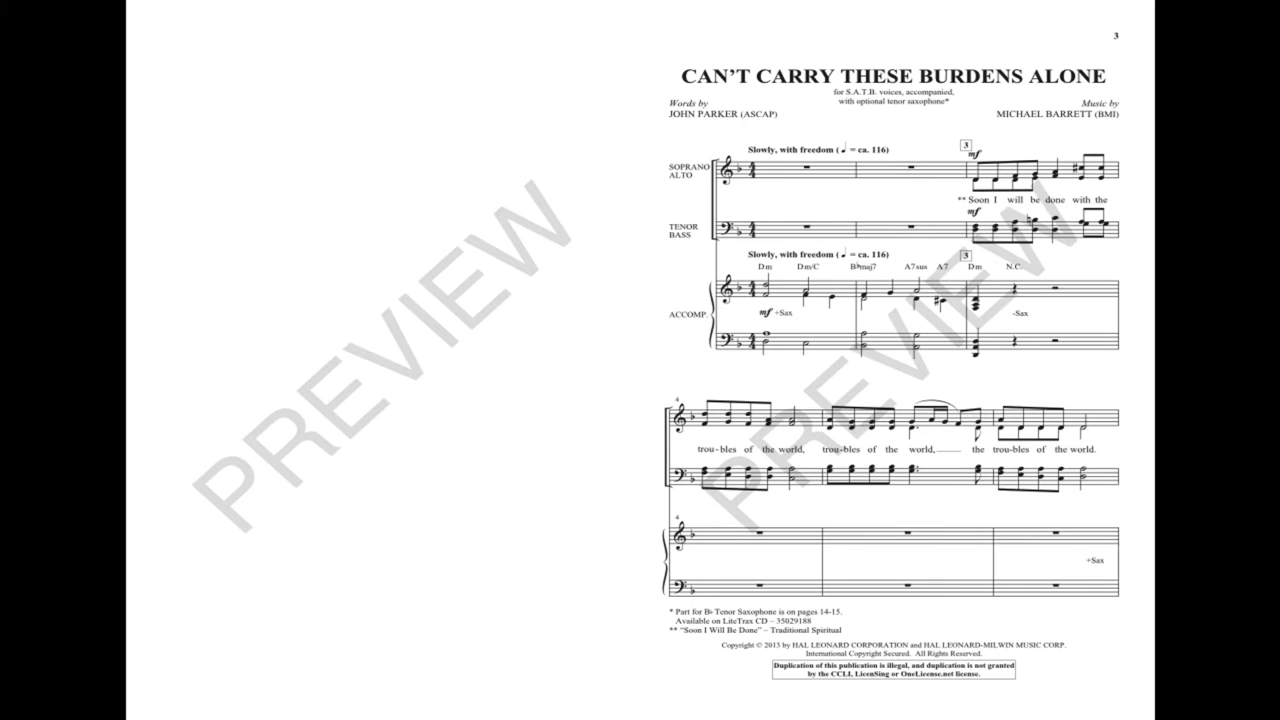 3
CAN'T CARRY THESE BURDENS ALONE
for S.A.T.B. voices, accompanied,
with optional tenor saxophone*
Words by
JOHN PARKER (ASCAP)
Music by
MICHAEL BARRETT (BMI)
Slowly, with freedom (♩ = ca. 116)
3
mf
SOPRANO
ALTO
** Soon I will be done with the
mf
TENOR
BASS
Slowly, with freedom (♩ = ca. 116)
3
Dm Dm/C B♭maj7 A7sus A7 Dm N.C.
ACCOMP.
mf +Sax
-Sax
4
trou-bles of the world, trou-bles of the world, the trou-bles of the world.
4
+Sax
* Part for B♭ Tenor Saxophone is on pages 14-15.
Available on LiteTrax CD – 35029188
** "Soon I Will Be Done" – Traditional Spiritual
Copyright © 2013 by HAL LEONARD CORPORATION and HAL LEONARD-MILWIN MUSIC CORP.
International Copyright Secured. All Rights Reserved.
Duplication of this publication is illegal, and duplication is not granted
by the CCLI, LicenSing or OneLicense.net license.
PREVIEW
PREVIEW